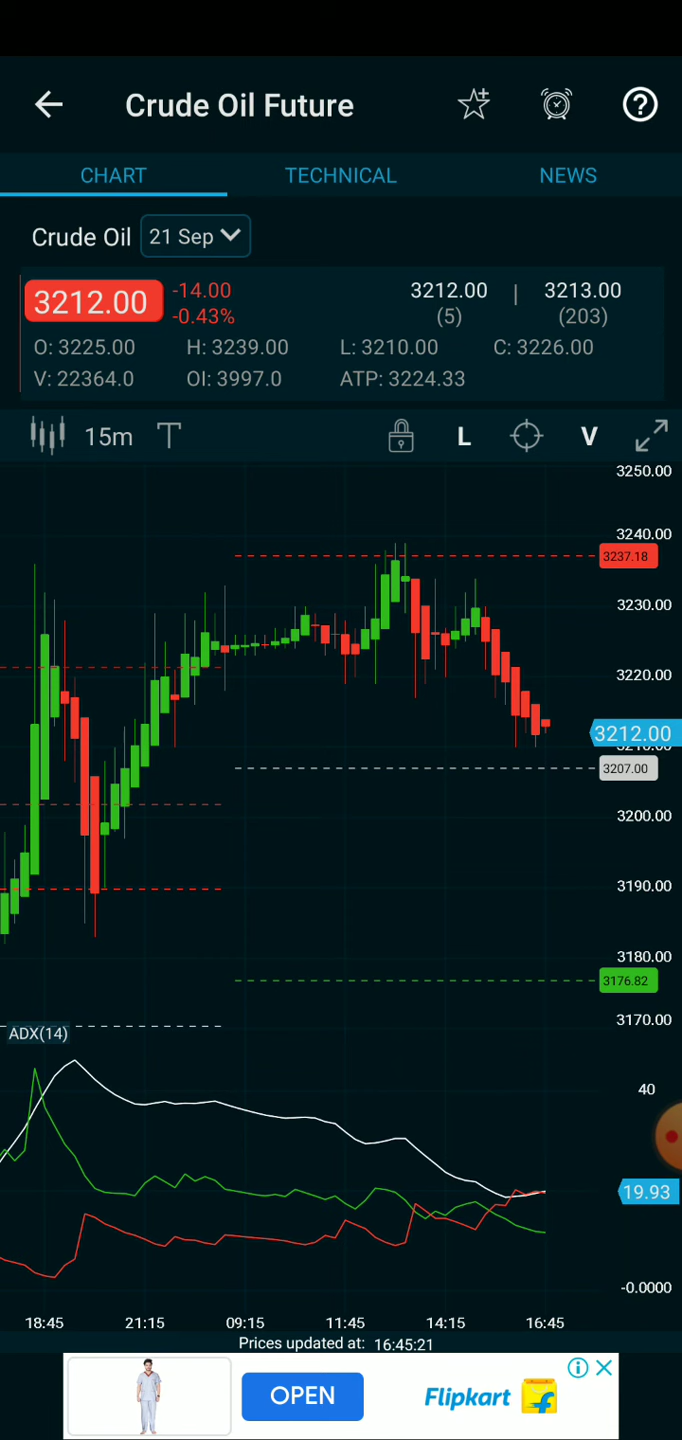 Crude Oil Future
CHART TECHNICAL NEWS
Crude Oil 21 Sep
3212.00 -14.00 -0.43% 3212.00 (5) | 3213.00 (203)
O: 3225.00 H: 3239.00 L: 3210.00 C: 3226.00
V: 22364.0 OI: 3997.0 ATP: 3224.33
15m T L V
3250.00
3240.00
3237.18
3230.00
3220.00
3212.00
3210.00
3207.00
3200.00
3190.00
3180.00
3176.82
3170.00
ADX(14)
40
19.93
-0.0000
18:45 21:15 09:15 11:45 14:15 16:45
Prices updated at: 16:45:21
OPEN Flipkart